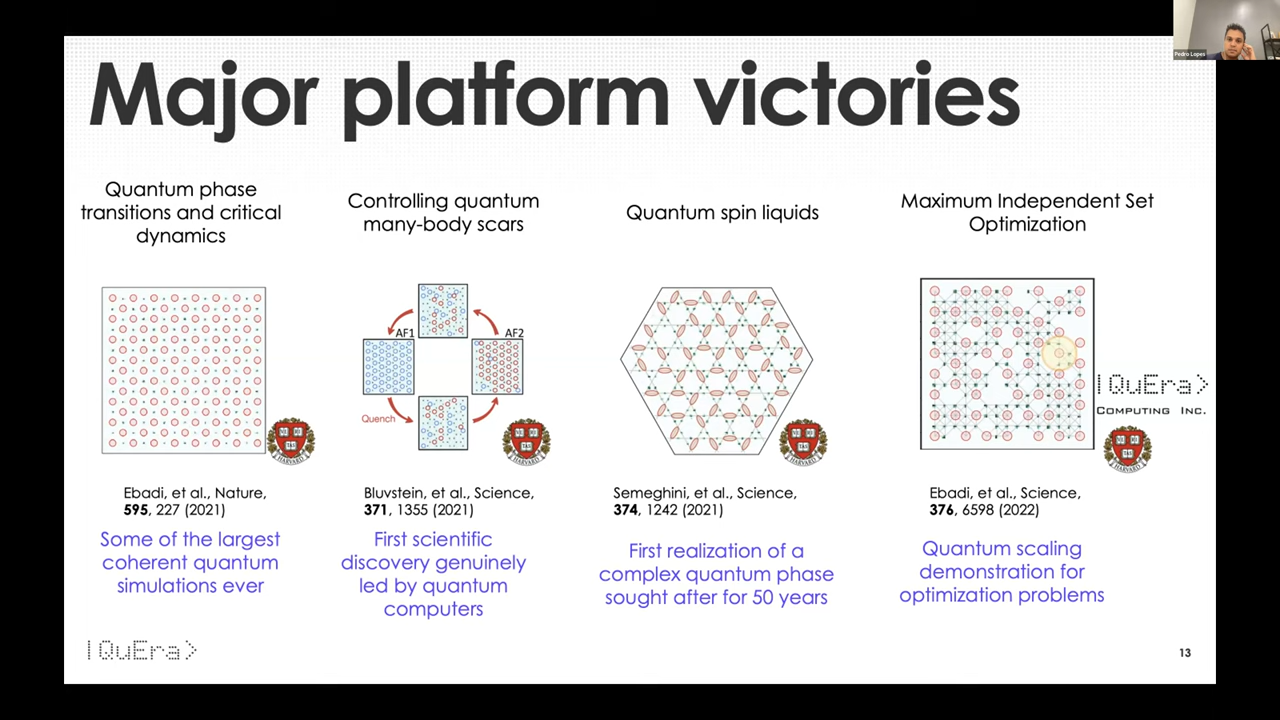 Pedro Lopes
Major platform victories
Quantum phase
transitions and critical
dynamics
Controlling quantum
many-body scars
Quantum spin liquids
Maximum Independent Set
Optimization
AF1
AF2
Quench
HARVARD
HARVARD
HARVARD
|QuEra>
COMPUTING INC.
HARVARD
Ebadi, et al., Nature,
595, 227 (2021)
Some of the largest
coherent quantum
simulations ever
Bluvstein, et al., Science,
371, 1355 (2021)
First scientific
discovery genuinely
led by quantum
computers
Semeghini, et al., Science,
374, 1242 (2021)
First realization of a
complex quantum phase
sought after for 50 years
Ebadi, et al., Science,
376, 6598 (2022)
Quantum scaling
demonstration for
optimization problems
|QuEra>
13